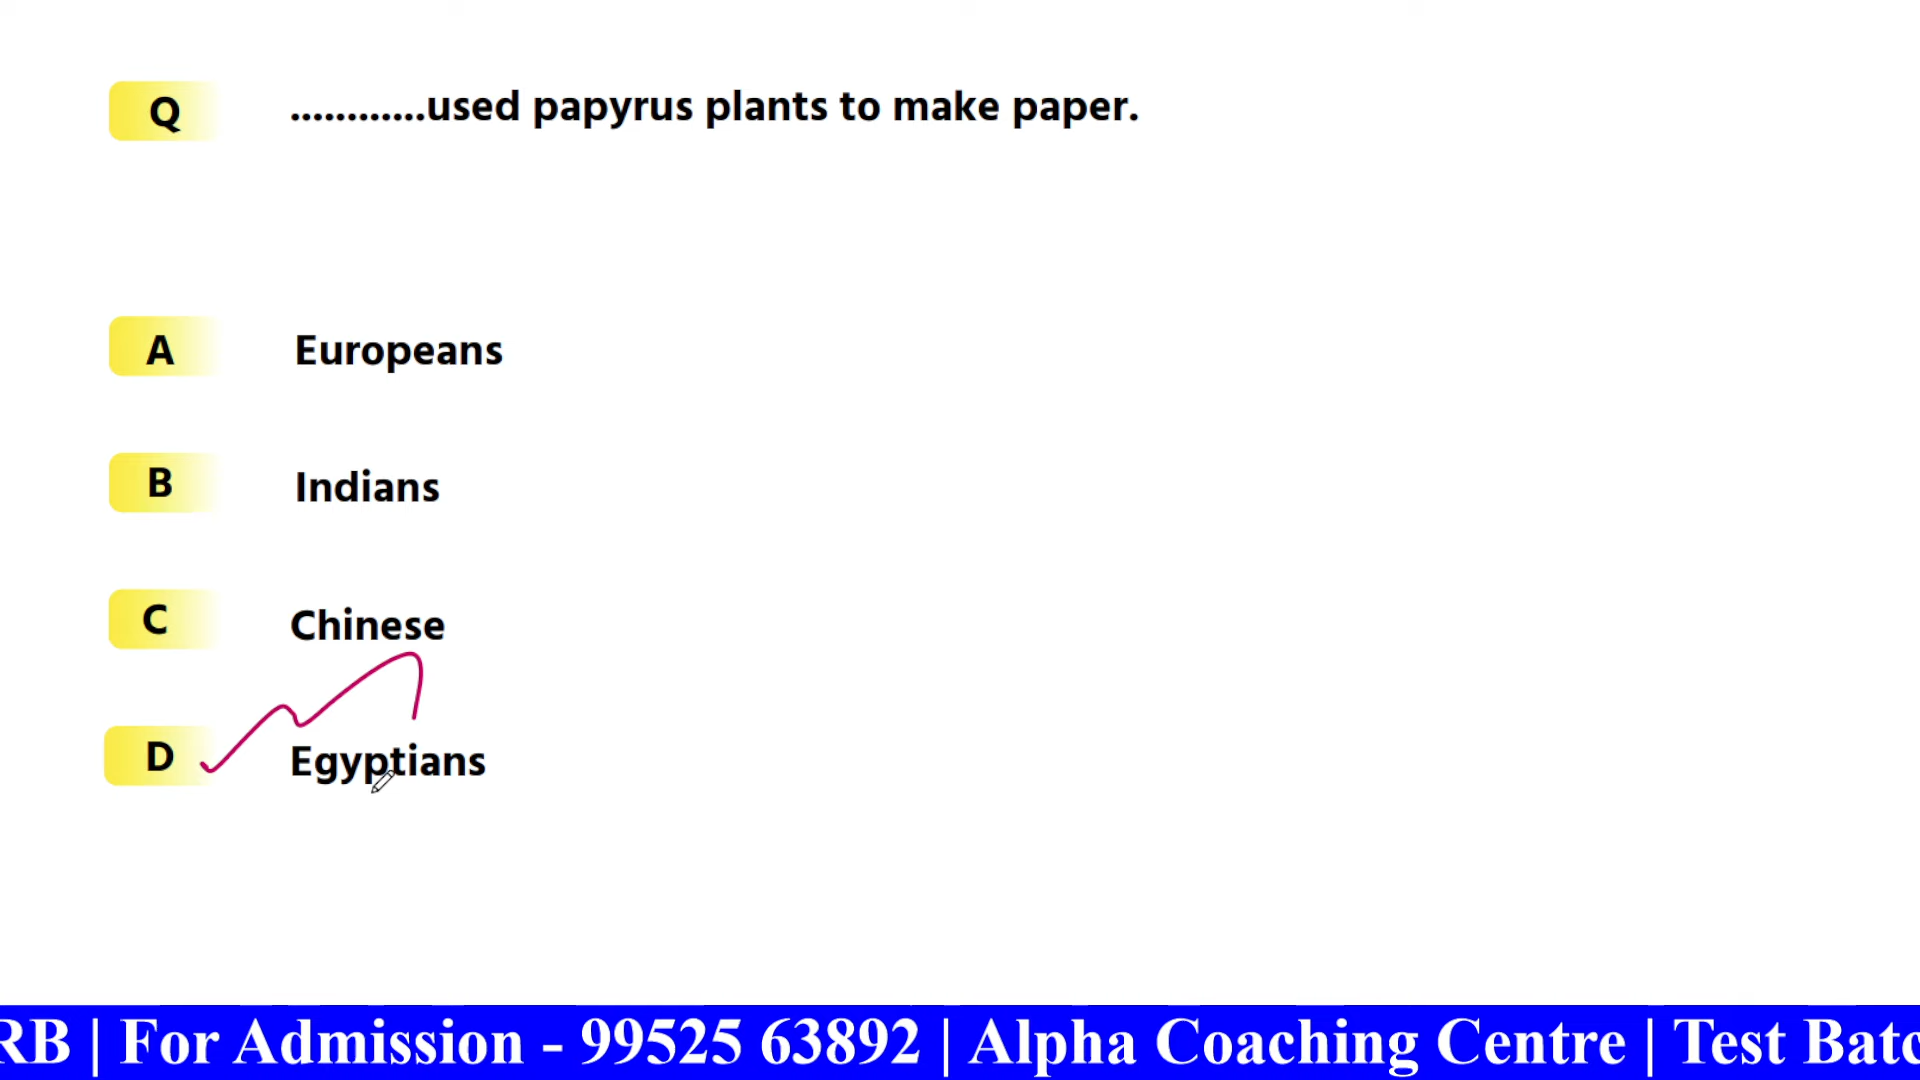 Q ............used papyrus plants to make paper.
A Europeans
B Indians
C Chinese
D Egyptians
RB | For Admission - 99525 63892 | Alpha Coaching Centre | Test Batc